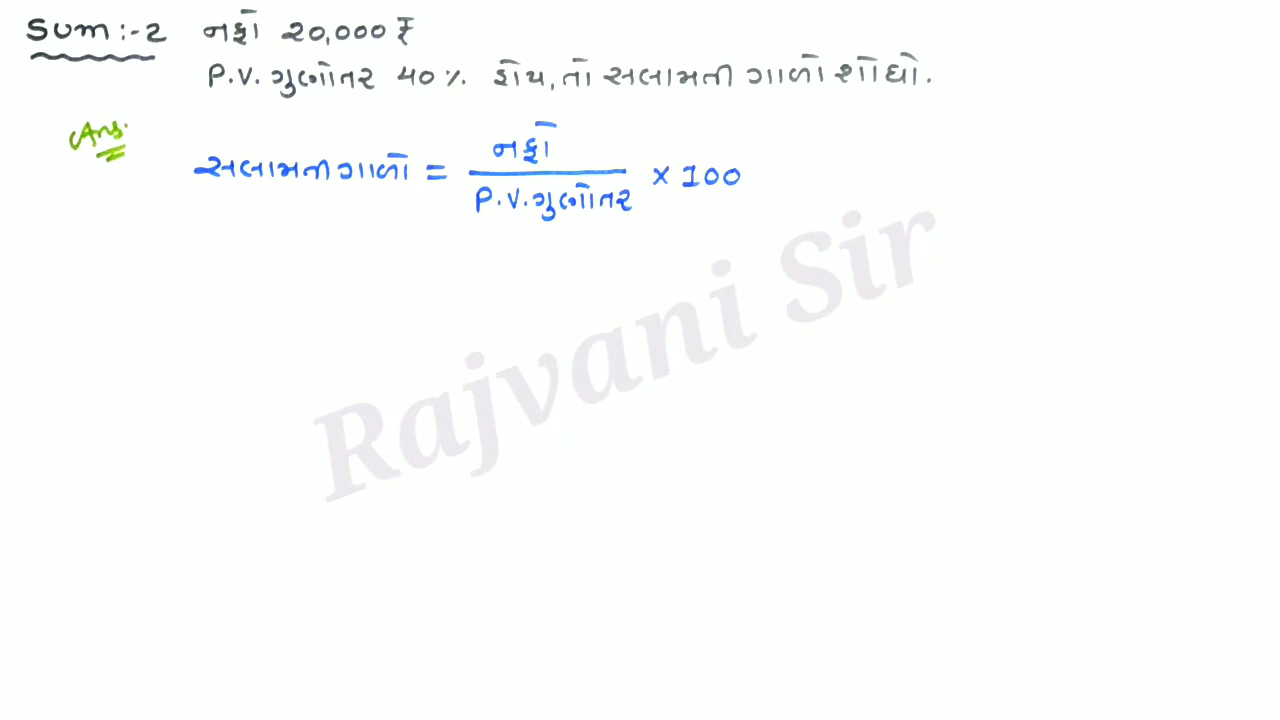 Sum :- 2 નફો 20,000 ₹
P.V. ગુણોતર 40 %. હોય, તો સલામતી ગાળો શોધો.
Ans.
સલામતી ગાળો = નફો / P.V. ગુણોતર × 100
Rajvani Sir